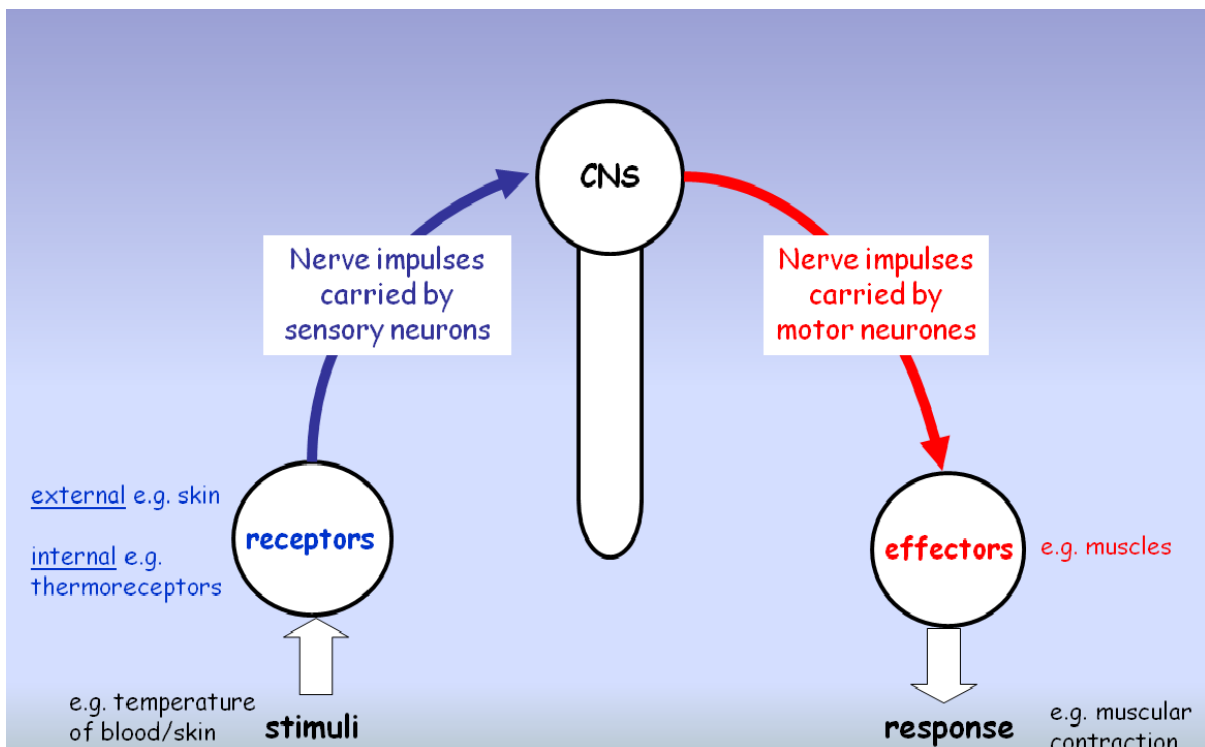 CNS
Nerve impulses
carried by
sensory neurons
Nerve impulses
carried by
motor neurones
external e.g. skin
internal e.g.
thermoreceptors
receptors
effectors
e.g. muscles
e.g. temperature
of blood/skin
stimuli
response
e.g. muscular
contraction